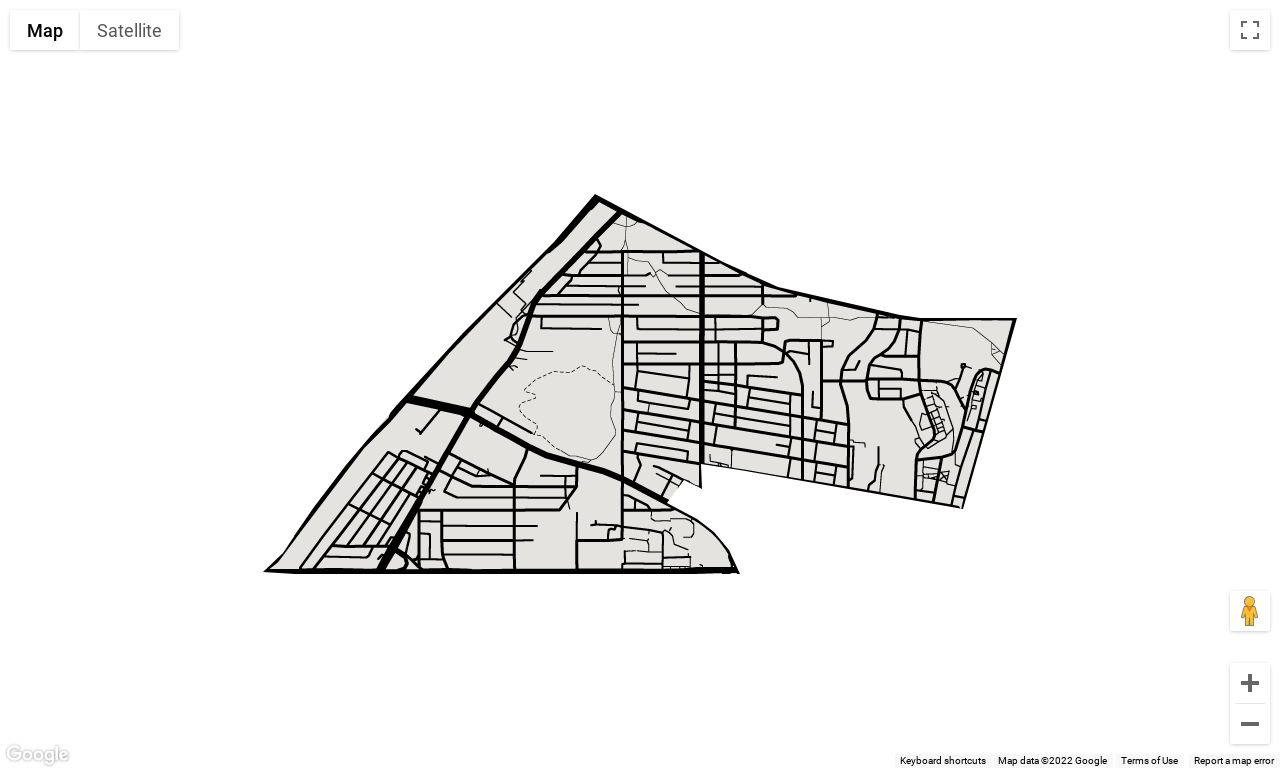 Map Satellite
Google
Keyboard shortcuts Map data ©2022 Google Terms of Use Report a map error